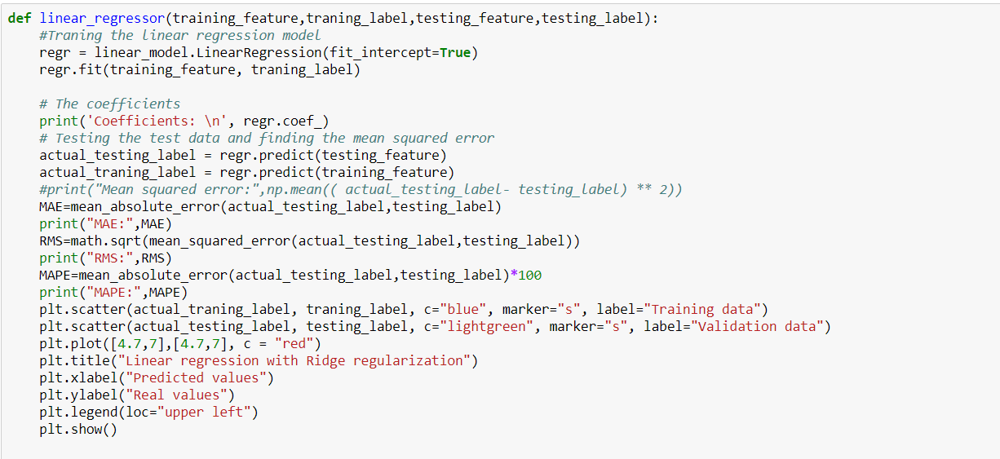 def linear_regressor(training_feature,traning_label,testing_feature,testing_label):
    #Traning the linear regression model
    regr = linear_model.LinearRegression(fit_intercept=True)
    regr.fit(training_feature, traning_label)

    # The coefficients
    print('Coefficients: \n', regr.coef_)
    # Testing the test data and finding the mean squared error
    actual_testing_label = regr.predict(testing_feature)
    actual_traning_label = regr.predict(training_feature)
    #print("Mean squared error:",np.mean(( actual_testing_label- testing_label) ** 2))
    MAE=mean_absolute_error(actual_testing_label,testing_label)
    print("MAE:",MAE)
    RMS=math.sqrt(mean_squared_error(actual_testing_label,testing_label))
    print("RMS:",RMS)
    MAPE=mean_absolute_error(actual_testing_label,testing_label)*100
    print("MAPE:",MAPE)
    plt.scatter(actual_traning_label, traning_label, c="blue", marker="s", label="Training data")
    plt.scatter(actual_testing_label, testing_label, c="lightgreen", marker="s", label="Validation data")
    plt.plot([4.7,7],[4.7,7], c = "red")
    plt.title("Linear regression with Ridge regularization")
    plt.xlabel("Predicted values")
    plt.ylabel("Real values")
    plt.legend(loc="upper left")
    plt.show()